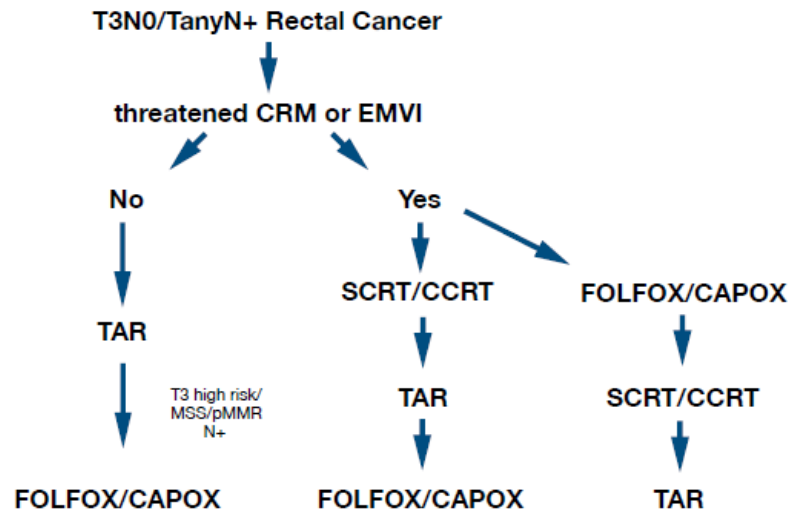 T3N0/TanyN+ Rectal Cancer
threatened CRM or EMVI
No
Yes
SCRT/CCRT
FOLFOX/CAPOX
TAR
T3 high risk/
MSS/pMMR
N+
TAR
SCRT/CCRT
FOLFOX/CAPOX
FOLFOX/CAPOX
TAR